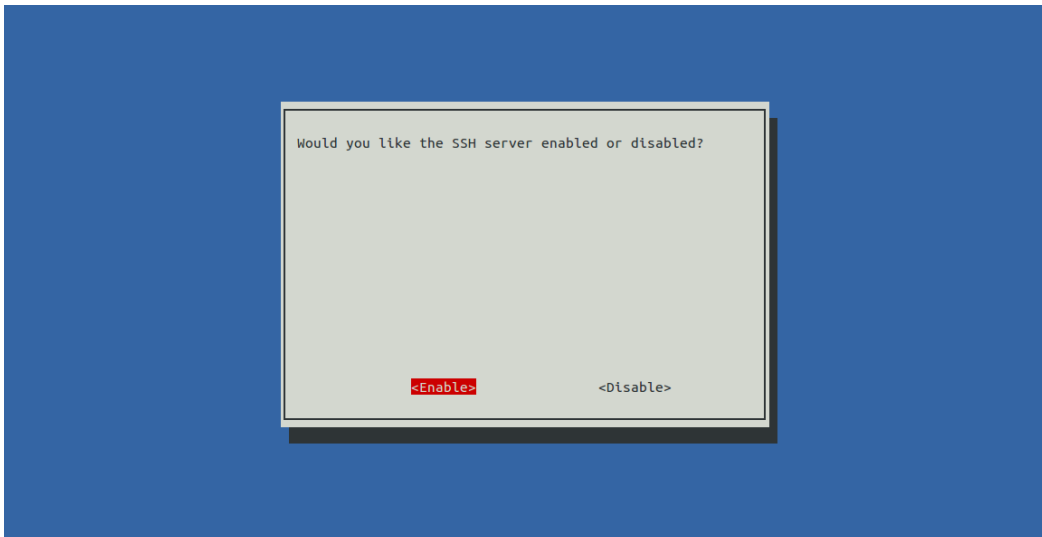 Would you like the SSH server enabled or disabled?
<Enable> <Disable>